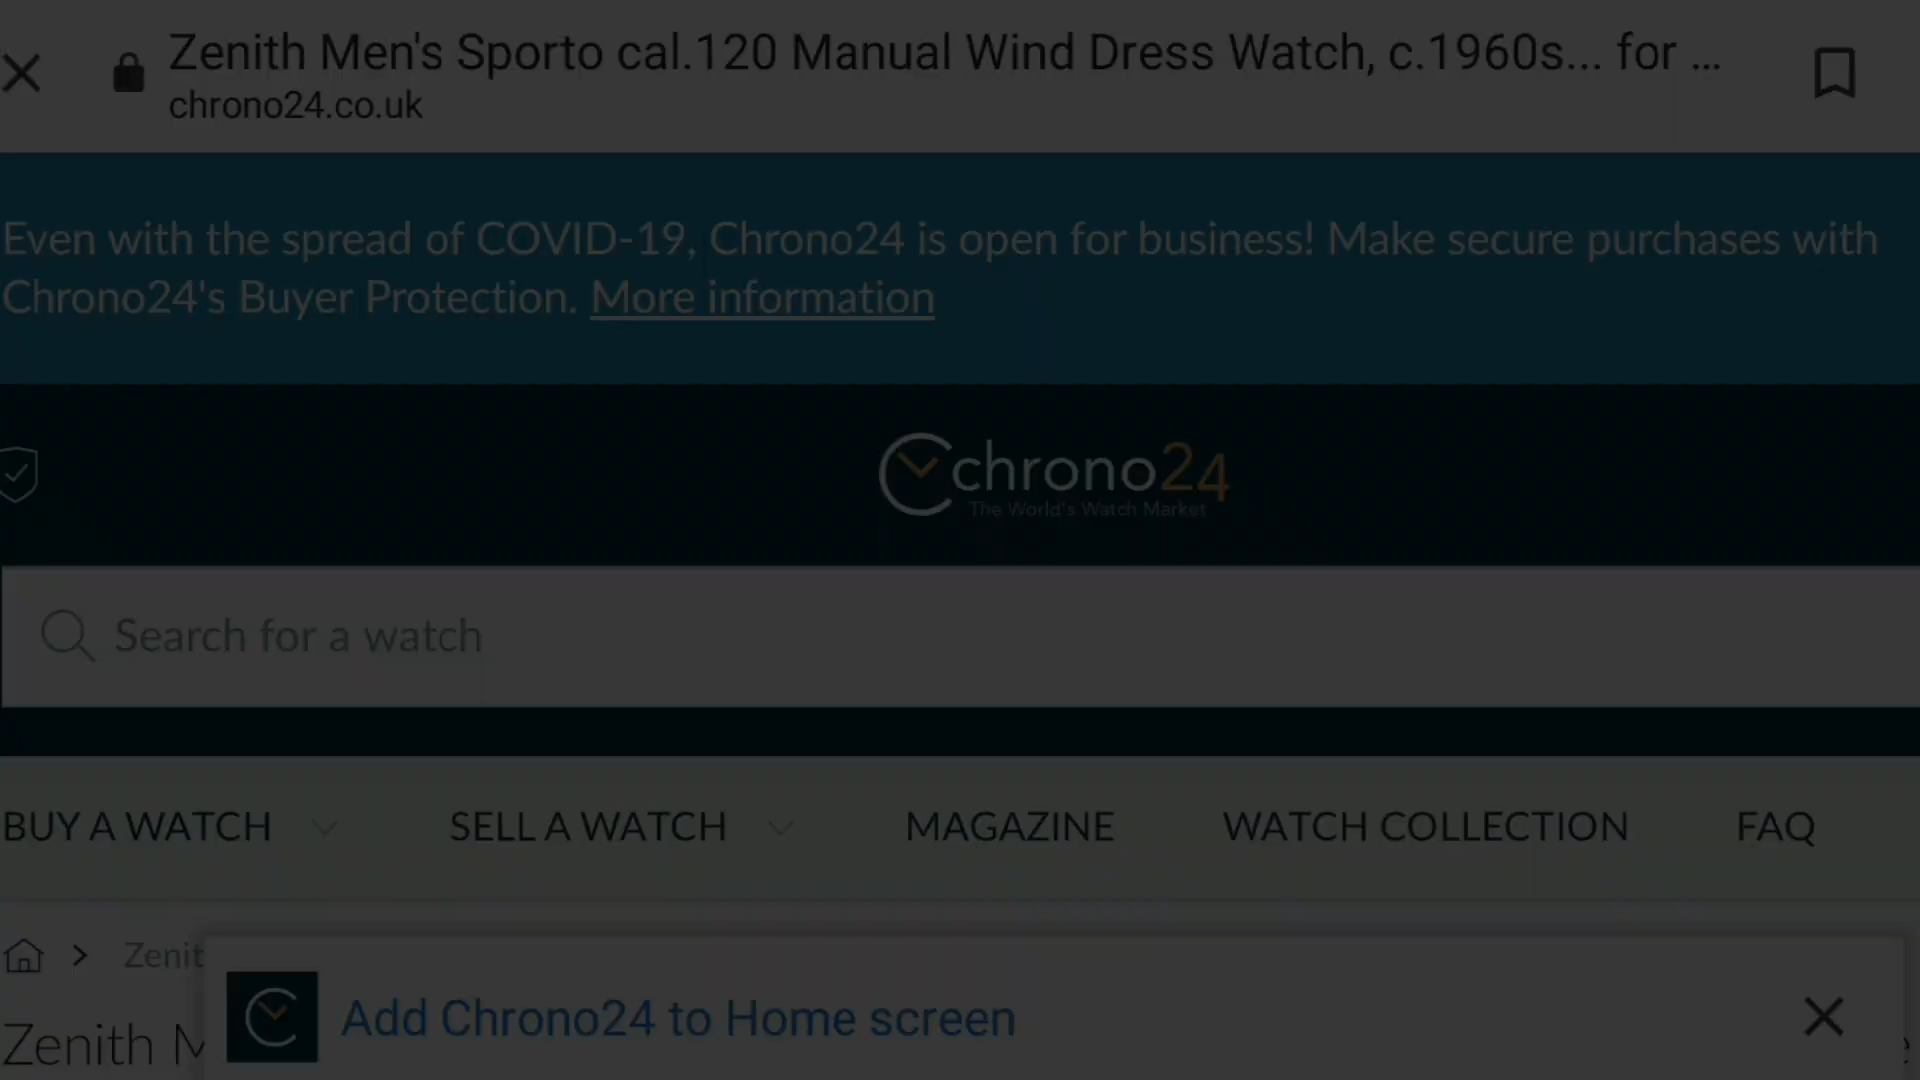 Zenith Men's Sporto cal.120 Manual Wind Dress Watch, c.1960s... for ...
chrono24.co.uk
Even with the spread of COVID-19, Chrono24 is open for business! Make secure purchases with
Chrono24's Buyer Protection. More information
chrono24
The World's Watch Market
Search for a watch
BUY A WATCH SELL A WATCH MAGAZINE WATCH COLLECTION FAQ
Zenit
Add Chrono24 to Home screen
Zenith M